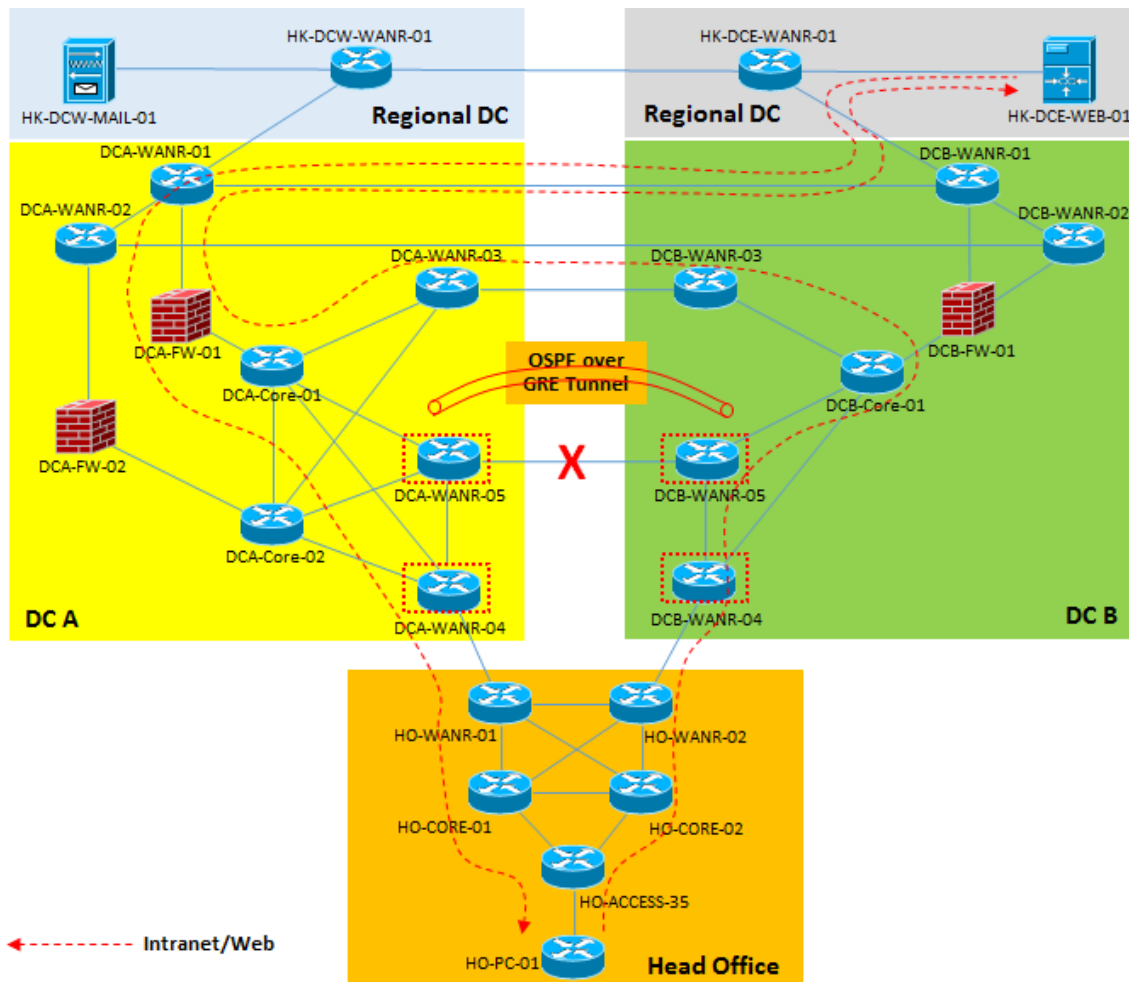 HK-DCW-WANR-01
HK-DCE-WANR-01
HK-DCW-MAIL-01
Regional DC
Regional DC
HK-DCE-WEB-01
DCA-WANR-01
DCB-WANR-01
DCA-WANR-02
DCB-WANR-02
DCA-WANR-03
DCB-WANR-03
DCA-FW-01
DCB-FW-01
OSPF over
GRE Tunnel
DCA-Core-01
DCB-Core-01
DCA-FW-02
X
DCA-WANR-05
DCB-WANR-05
DCA-Core-02
DC A
DCA-WANR-04
DCB-WANR-04
DC B
HO-WANR-01
HO-WANR-02
HO-CORE-01
HO-CORE-02
HO-ACCESS-35
Intranet/Web
HO-PC-01
Head Office